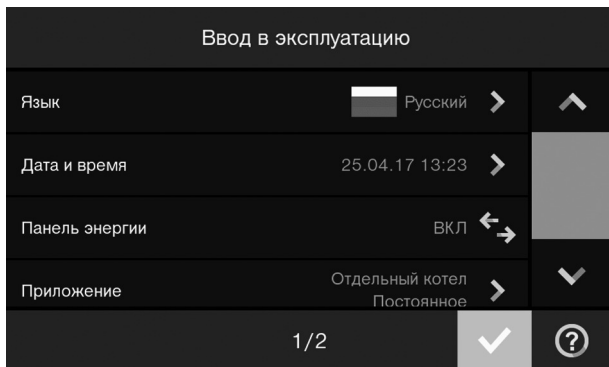 Ввод в эксплуатацию
Язык Русский
Дата и время 25.04.17 13:23
Панель энергии ВКЛ
Приложение Отдельный котел
Постоянное
1/2
?